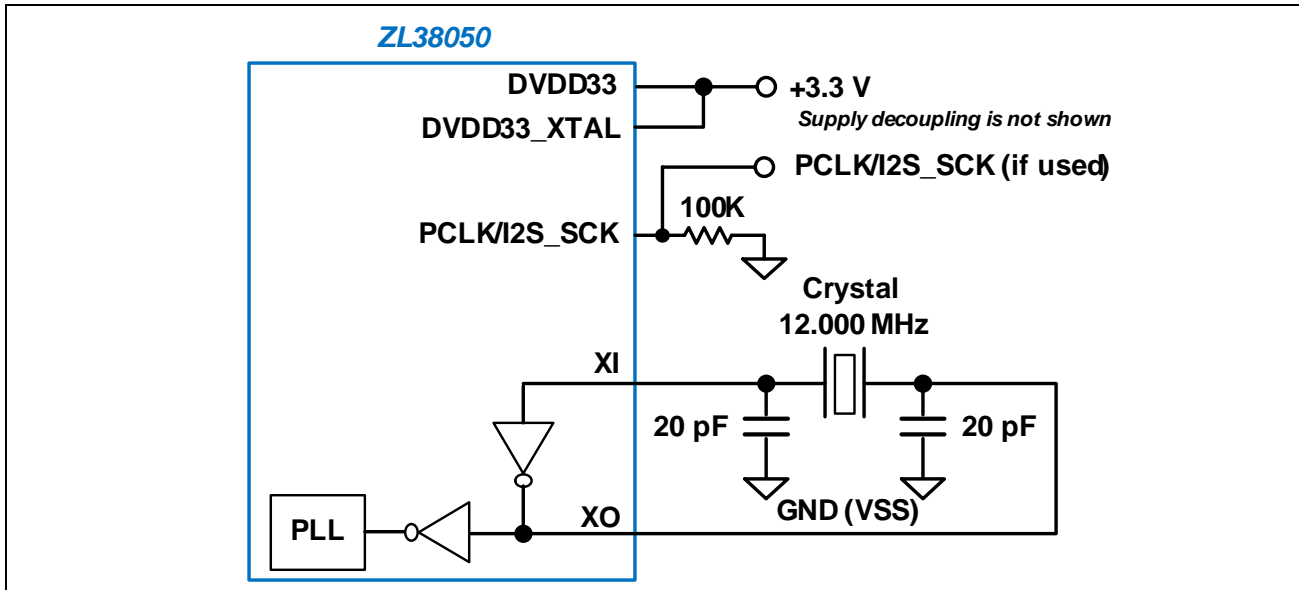 ZL38050
DVDD33
+3.3 V
DVDD33_XTAL
Supply decoupling is not shown
PCLK/I2S_SCK (if used)
100K
PCLK/I2S_SCK
Crystal
12.000 MHz
XI
20 pF
20 pF
GND (VSS)
XO
PLL